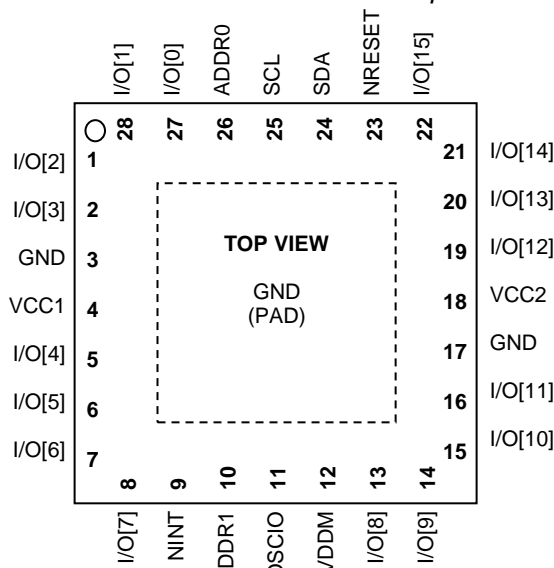 I/O[1]
I/O[0]
ADDR0
SCL
SDA
NRESET
I/O[15]
28
27
26
25
24
23
22
I/O[2] 1
I/O[3] 2
GND 3
VCC1 4
I/O[4] 5
I/O[5] 6
I/O[6] 7
TOP VIEW
GND
(PAD)
21 I/O[14]
20 I/O[13]
19 I/O[12]
18 VCC2
17 GND
16 I/O[11]
15 I/O[10]
8
9
10
11
12
13
14
I/O[7]
NINT
DDR1
OSCIO
VDDM
I/O[8]
I/O[9]